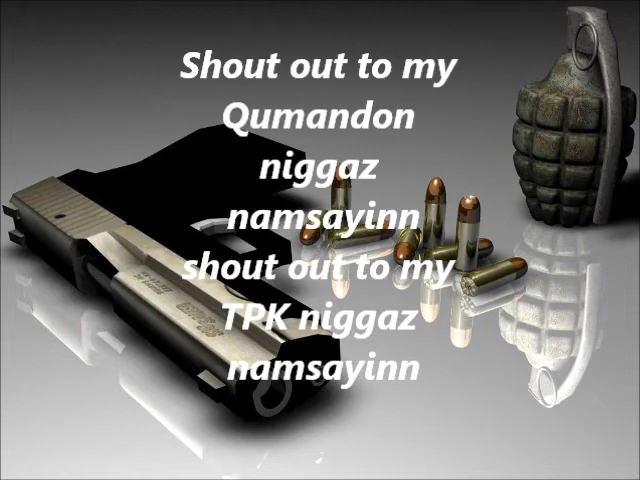 Shout out to my
Qumandon
niggaz
namsayinn
shout out to my
TPK niggaz
namsayinn